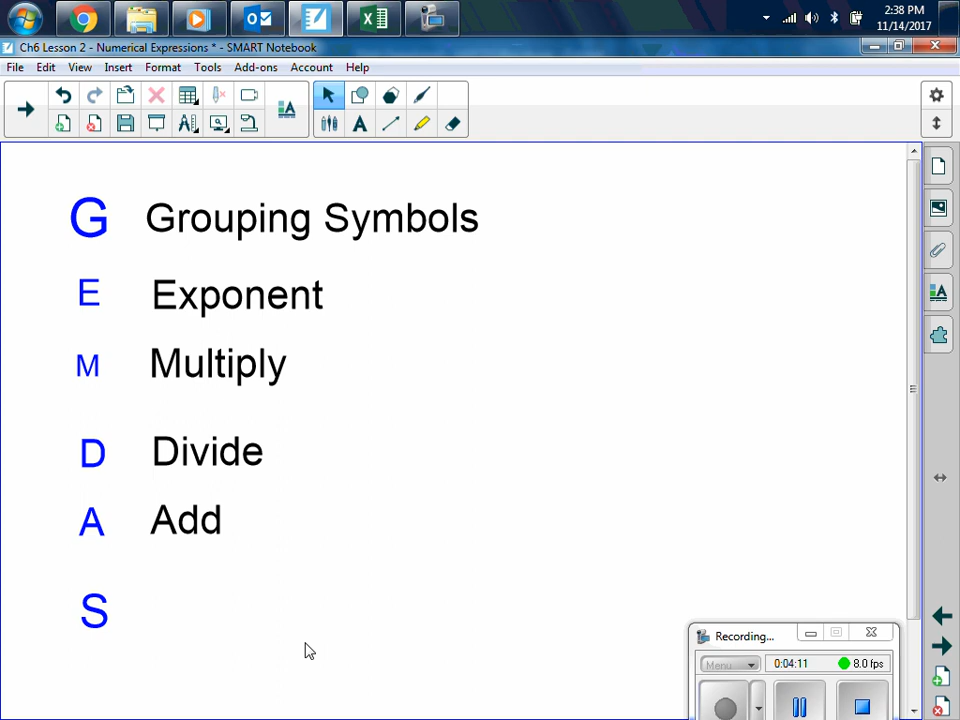 2:38 PM
11/14/2017
Ch6 Lesson 2 - Numerical Expressions * - SMART Notebook
File Edit View Insert Format Tools Add-ons Account Help
G Grouping Symbols
E Exponent
M Multiply
D Divide
A Add
S
Recording...
Menu 0:04:11 8.0 fps